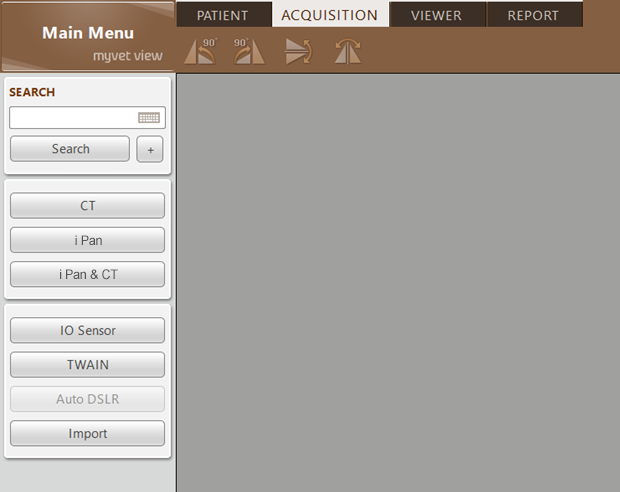 Main Menu
myvet view
PATIENT
ACQUISITION
VIEWER
REPORT
90°
90°
SEARCH
Search
+
CT
i Pan
i Pan & CT
IO Sensor
TWAIN
Auto DSLR
Import